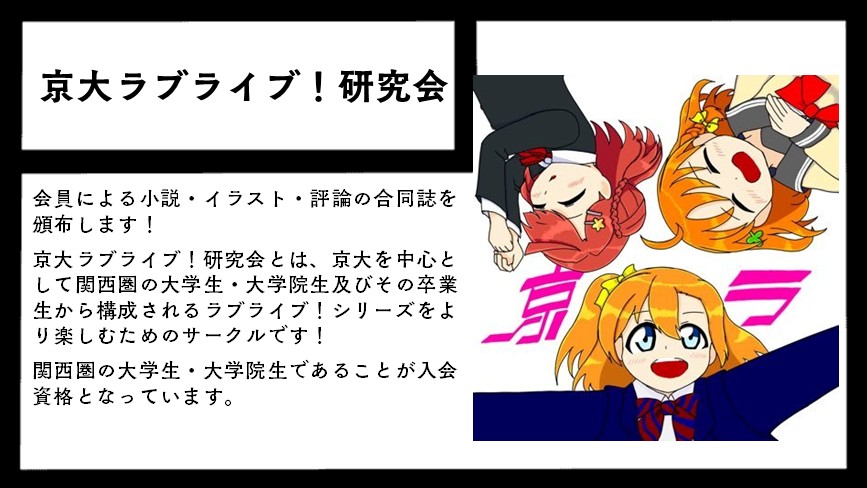 京大ラブライブ！研究会
会員による小説・イラスト・評論の合同誌を
頒布します！
京大ラブライブ！研究会とは、京大を中心と
して関西圏の大学生・大学院生及びその卒業
生から構成されるラブライブ！シリーズをよ
り楽しむためのサークルです！
関西圏の大学生・大学院生であることが入会
資格となっています。
京ラ